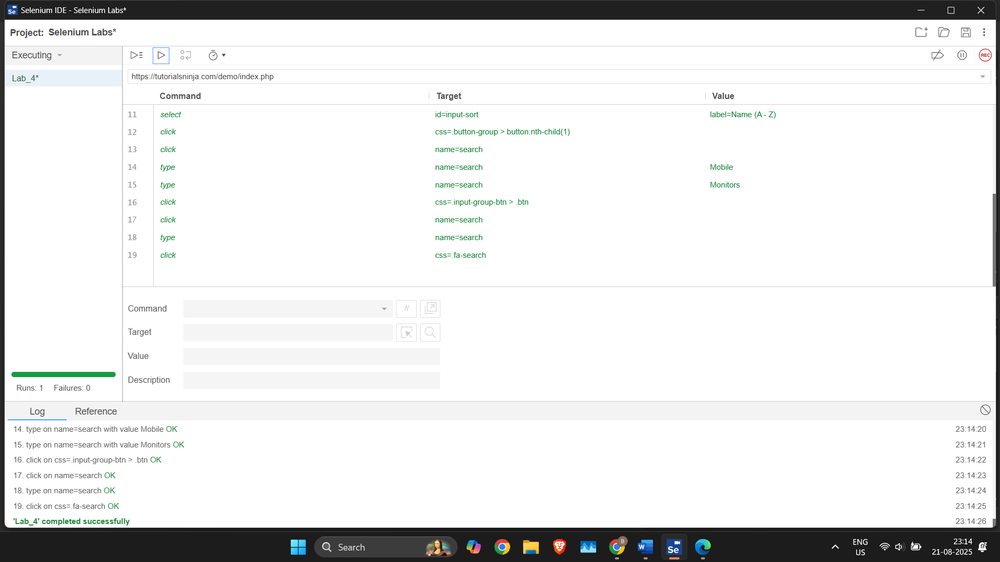 Selenium IDE - Selenium Labs*
Project: Selenium Labs*
Executing
REC
Lab_4*
https://tutorialsninja.com/demo/index.php
Command Target Value
11 select id=input-sort label=Name (A - Z)
12 click css=.button-group > button:nth-child(1)
13 click name=search
14 type name=search Mobile
15 type name=search Monitors
16 click css=.input-group-btn > .btn
17 click name=search
18 type name=search
19 click css=.fa-search
Command //
Target
Value
Description
Runs: 1 Failures: 0
Log Reference
14. type on name=search with value Mobile OK 23:14:20
15. type on name=search with value Monitors OK 23:14:21
16. click on css=.input-group-btn > .btn OK 23:14:22
17. click on name=search OK 23:14:23
18. type on name=search OK 23:14:24
19. click on css=.fa-search OK 23:14:25
'Lab_4' completed successfully 23:14:26
Search
ENG
US
23:14
21-08-2025